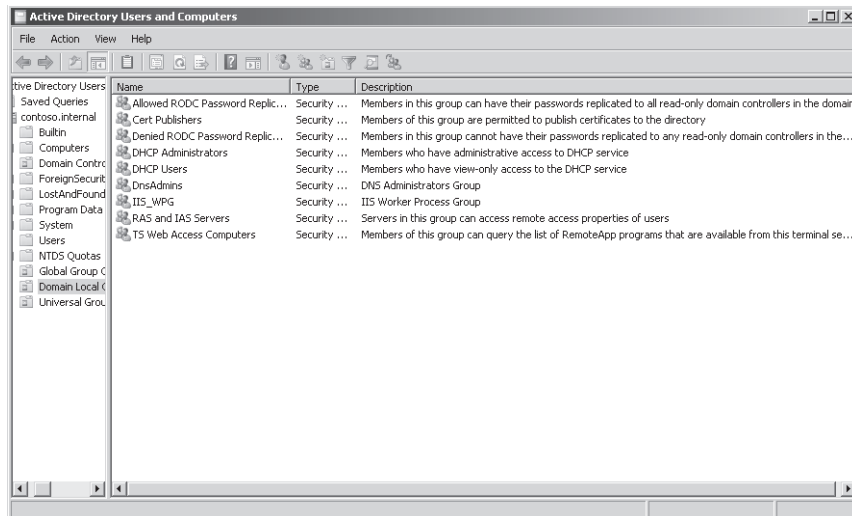 Active Directory Users and Computers
File Action View Help
tive Directory Users
Saved Queries
contoso.internal
Builtin
Computers
Domain Contro
ForeignSecurit
LostAndFound
Program Data
System
Users
NTDS Quotas
Global Group C
Domain Local G
Universal Grou
Name Type Description
Allowed RODC Password Replic... Security ... Members in this group can have their passwords replicated to all read-only domain controllers in the domain
Cert Publishers Security ... Members of this group are permitted to publish certificates to the directory
Denied RODC Password Replic... Security ... Members in this group cannot have their passwords replicated to any read-only domain controllers in the...
DHCP Administrators Security ... Members who have administrative access to DHCP service
DHCP Users Security ... Members who have view-only access to the DHCP service
DnsAdmins Security ... DNS Administrators Group
IIS_WPG Security ... IIS Worker Process Group
RAS and IAS Servers Security ... Servers in this group can access remote access properties of users
TS Web Access Computers Security ... Members of this group can query the list of RemoteApp programs that are available from this terminal se...